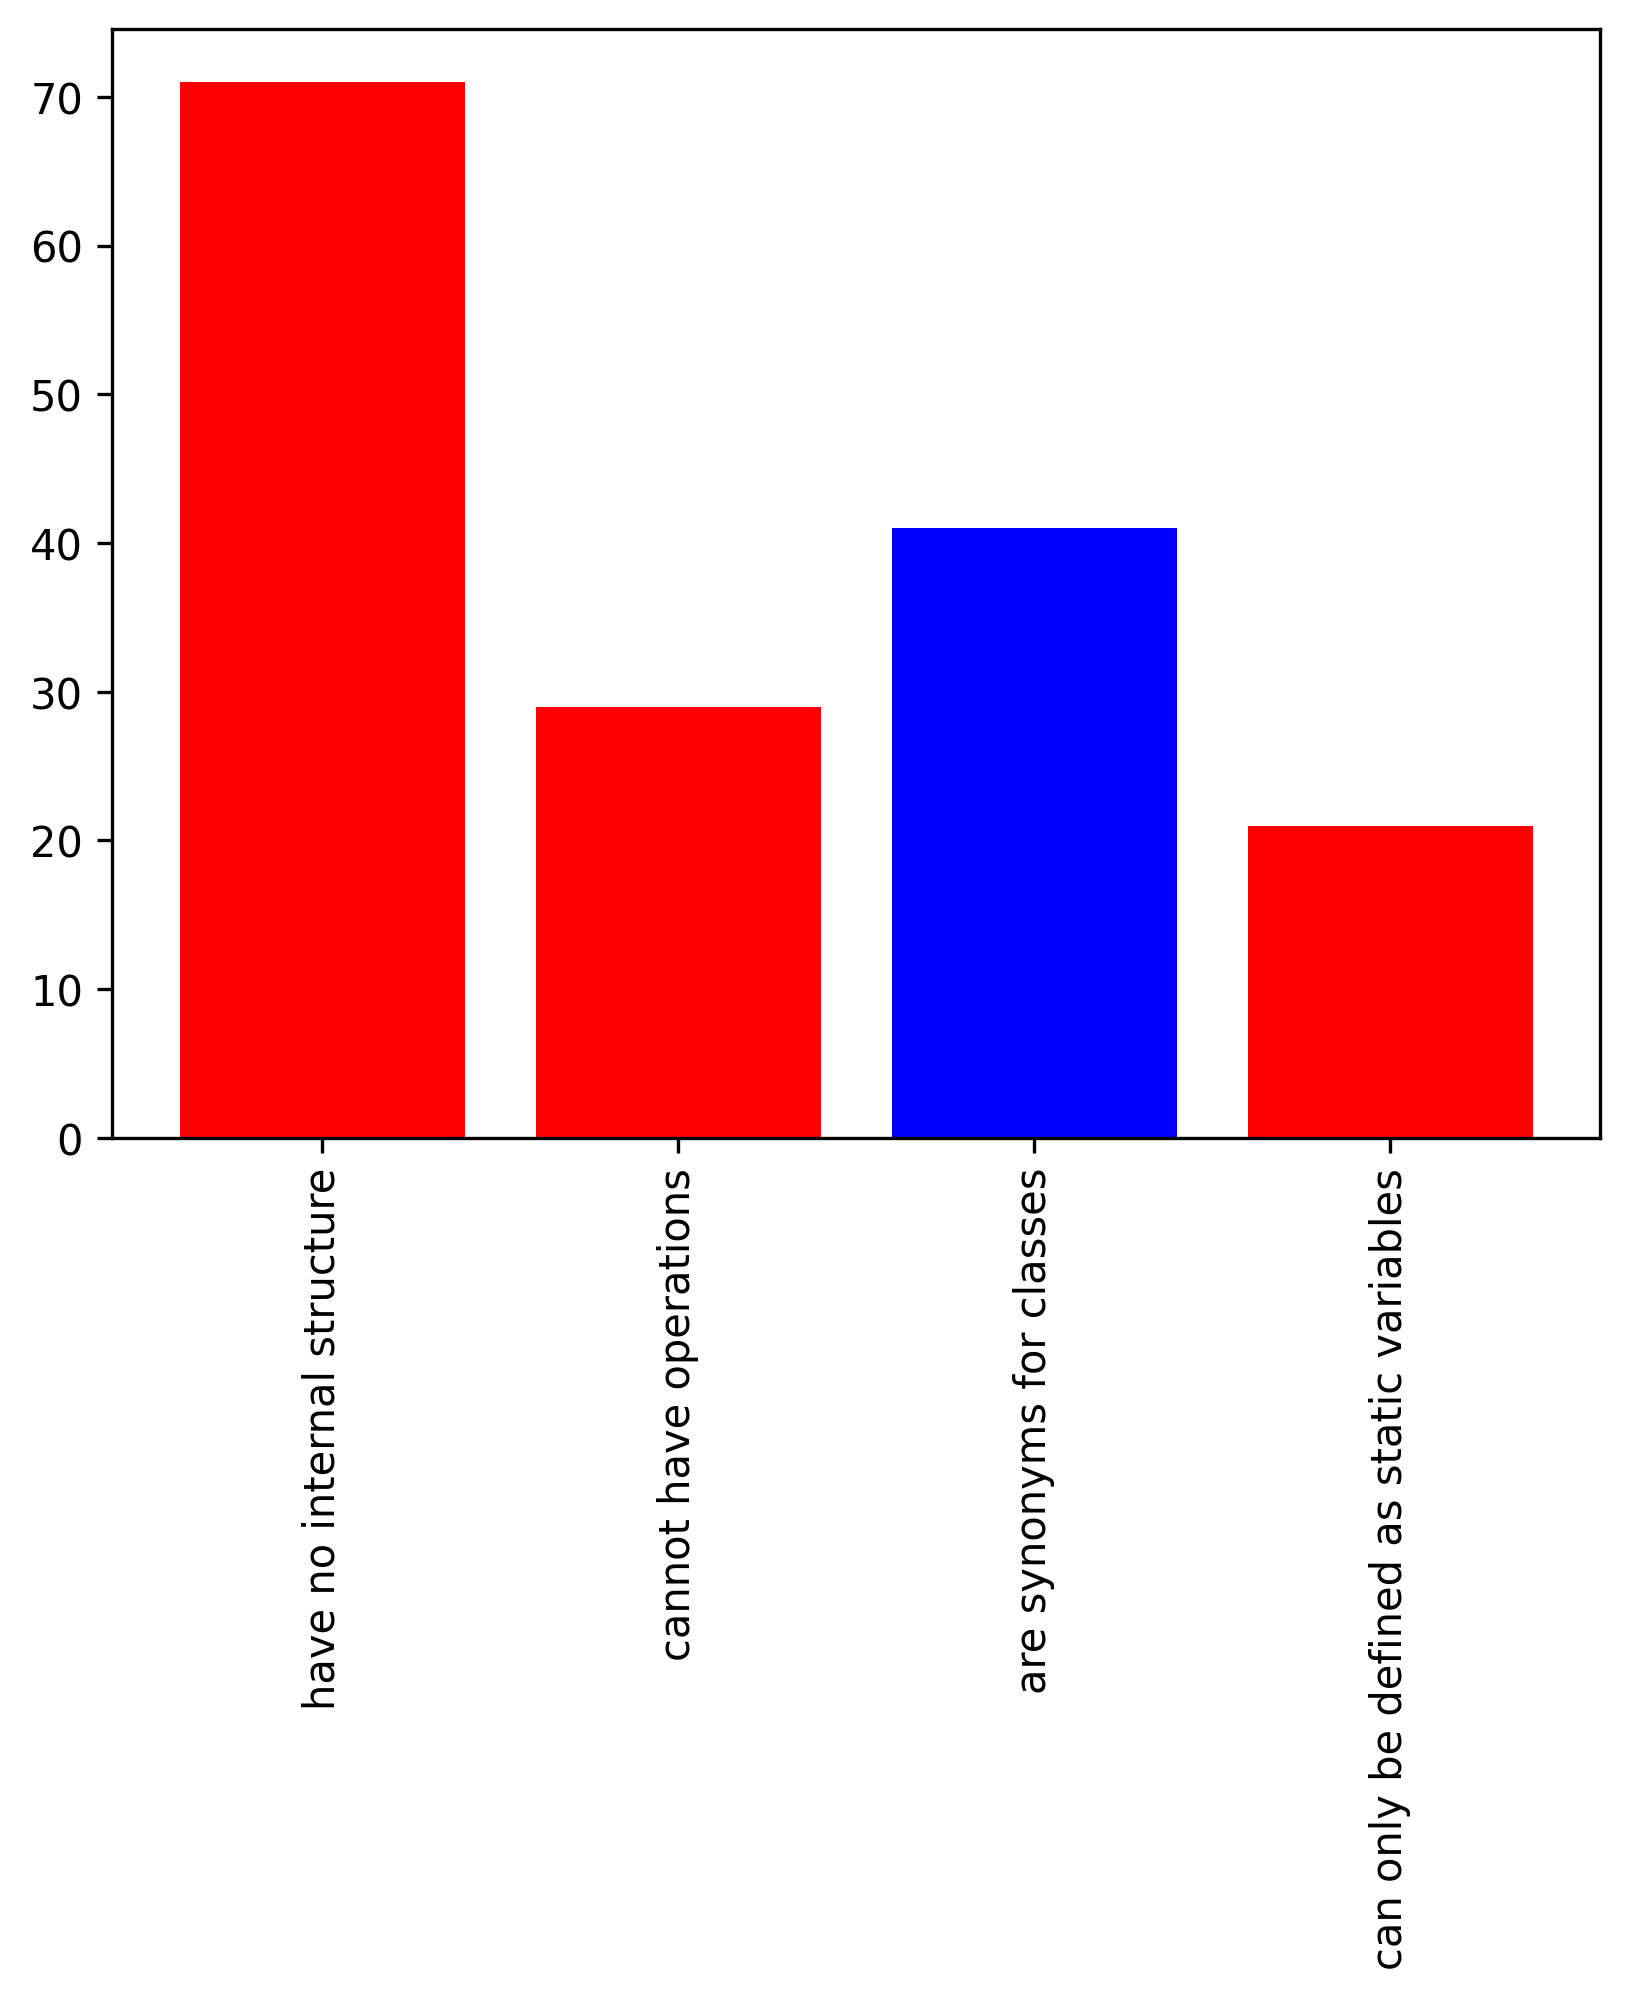 70
60
50
40
30
20
10
0
have no internal structure
cannot have operations
are synonyms for classes
can only be defined as static variables